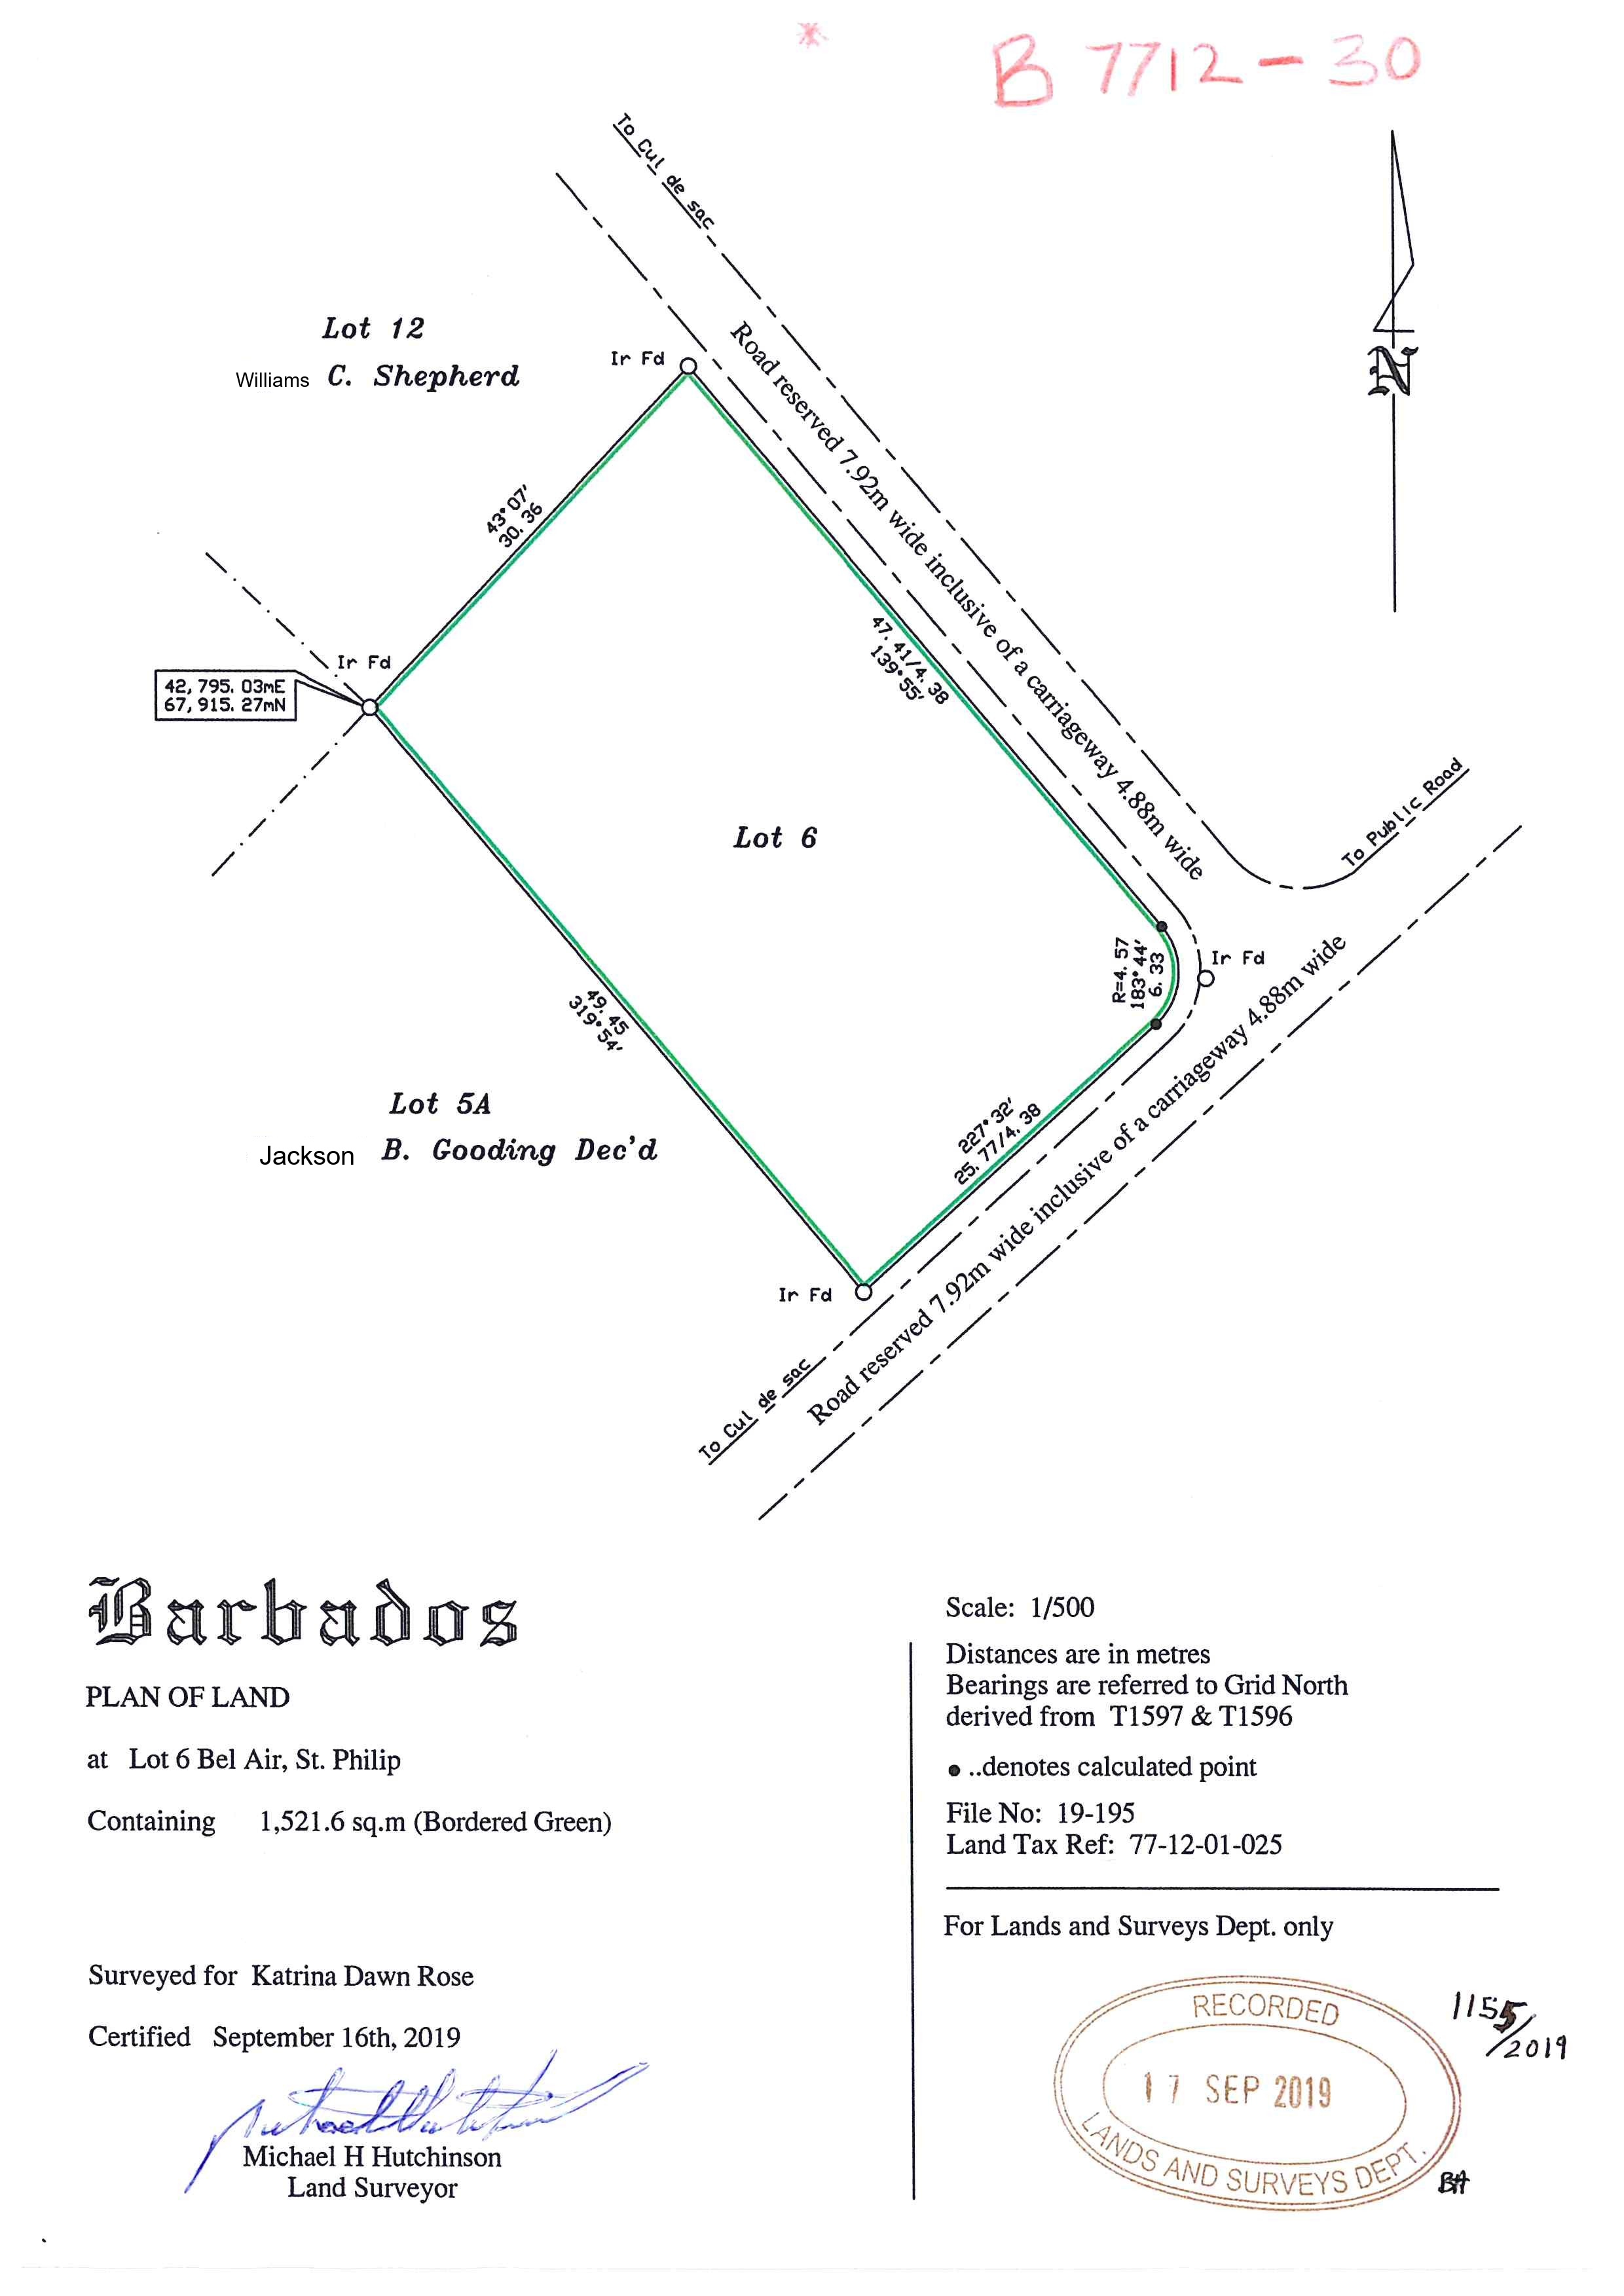 *
B 7712-30
To Cul de sac
Lot 12
Williams C. Shepherd
Ir Fd
Road reserved 7.92m wide inclusive of a carriageway 4.88m wide
N
43°07'
30.36
Ir Fd
42,795.03mE
67,915.27mN
47.41/4.38
139°55'
Lot 6
To Public Road
R=4.57
183°44'
6.33
Ir Fd
49.45
319°54'
Lot 5A
Jackson B. Gooding Dec'd
227°32'
25.77/4.38
Ir Fd
Road reserved 7.92m wide inclusive of a carriageway 4.88m wide
To Cul de sac
Barbados
PLAN OF LAND
at Lot 6 Bel Air, St. Philip
Containing 1,521.6 sq.m (Bordered Green)
Surveyed for Katrina Dawn Rose
Certified September 16th, 2019
Michael H Hutchinson
Land Surveyor
Scale: 1/500
Distances are in metres
Bearings are referred to Grid North
derived from T1597 & T1596
● ..denotes calculated point
File No: 19-195
Land Tax Ref: 77-12-01-025
For Lands and Surveys Dept. only
RECORDED
17 SEP 2019
LANDS AND SURVEYS DEPT.
1155/2019
BA